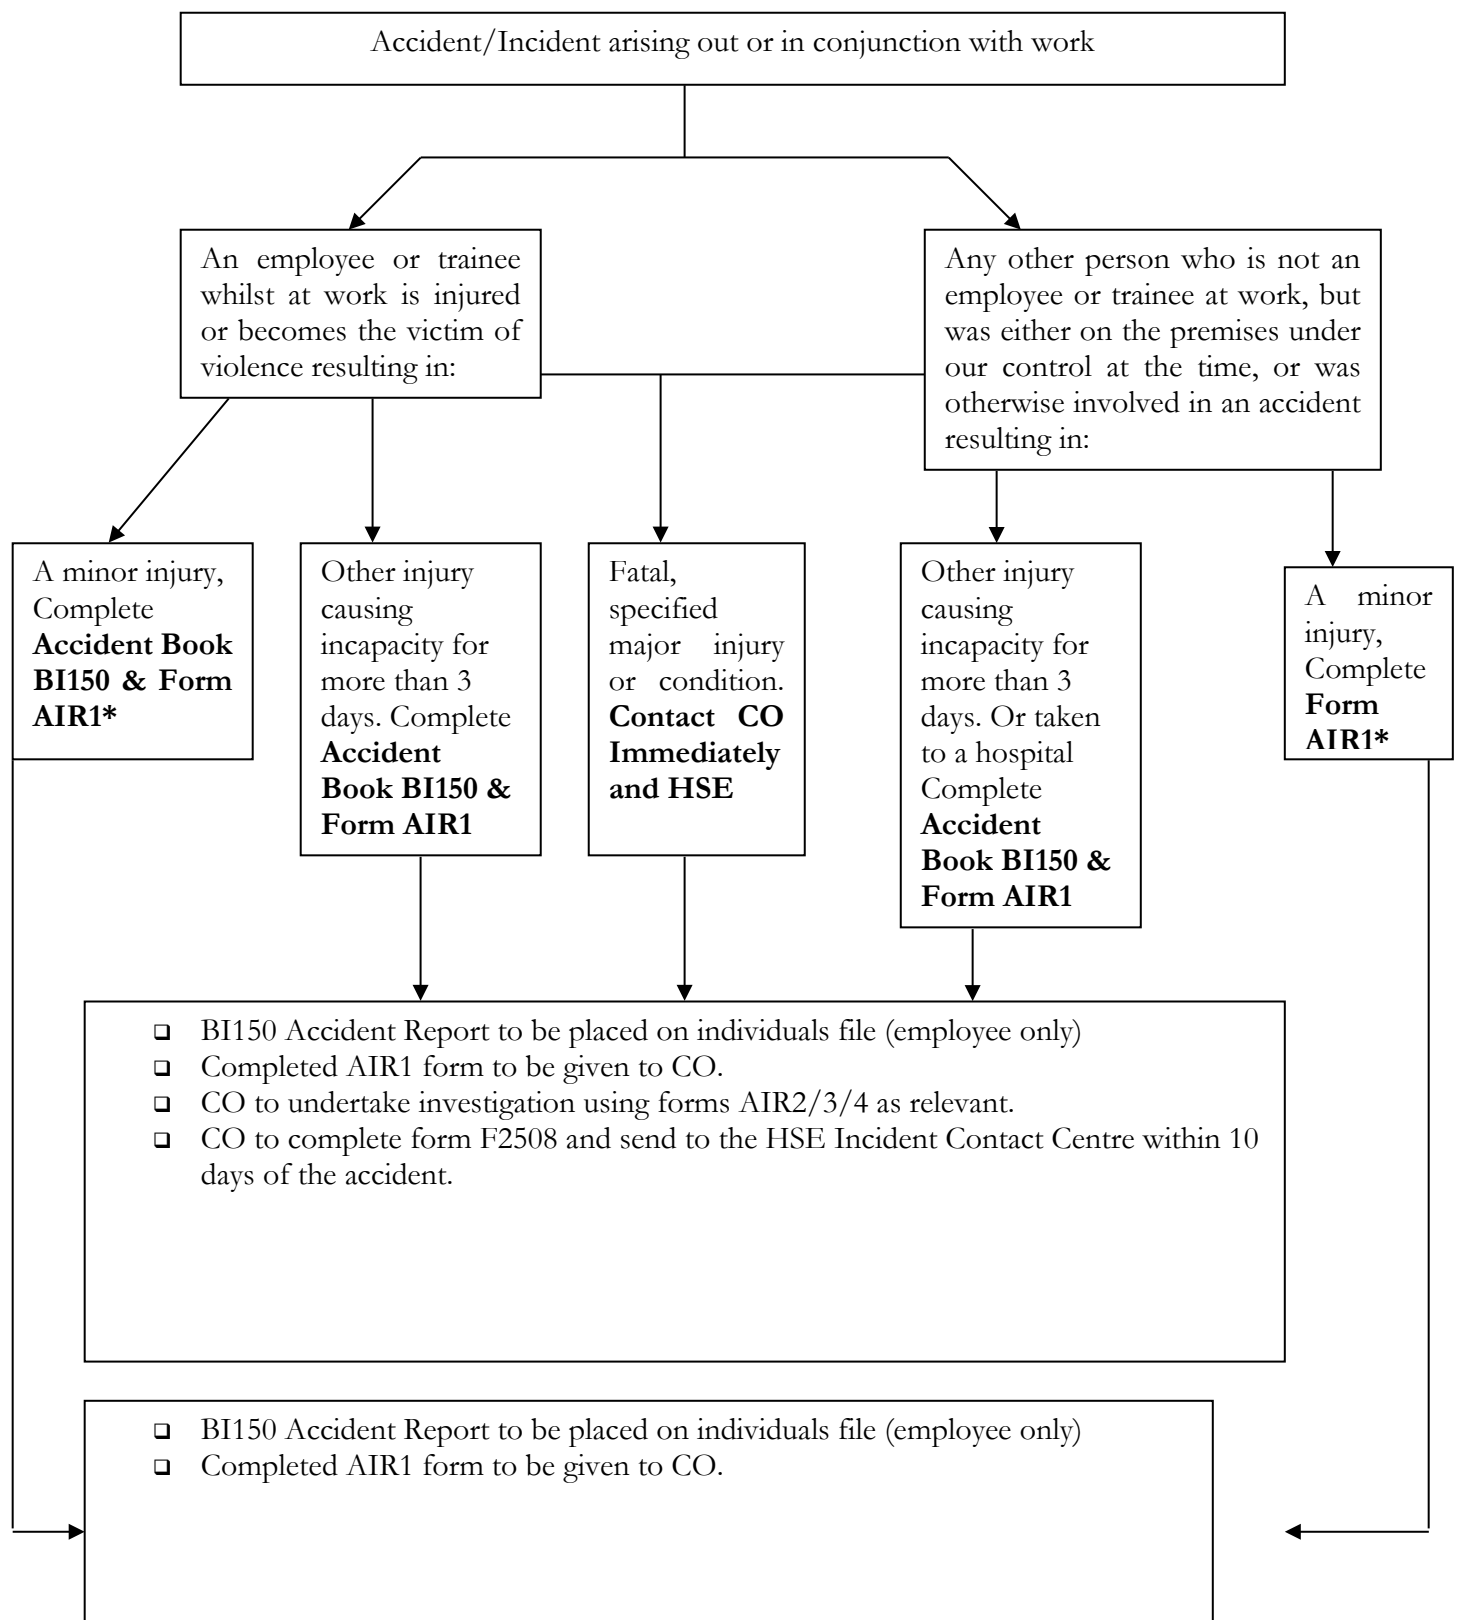 Accident/Incident arising out or in conjunction with work
An employee or trainee
whilst at work is injured
or becomes the victim of
violence resulting in:
Any other person who is not an
employee or trainee at work, but
was either on the premises under
our control at the time, or was
otherwise involved in an accident
resulting in:
A minor injury,
Complete
Accident Book
BI150 & Form
AIR1*
Other injury
causing
incapacity for
more than 3
days. Complete
Accident
Book BI150 &
Form AIR1
Fatal,
specified
major injury
or condition.
Contact CO
Immediately
and HSE
Other injury
causing
incapacity for
more than 3
days. Or taken
to a hospital
Complete
Accident
Book BI150 &
Form AIR1
A minor
injury,
Complete
Form
AIR1*
❑ BI150 Accident Report to be placed on individuals file (employee only)
❑ Completed AIR1 form to be given to CO.
❑ CO to undertake investigation using forms AIR2/3/4 as relevant.
❑ CO to complete form F2508 and send to the HSE Incident Contact Centre within 10
days of the accident.
❑ BI150 Accident Report to be placed on individuals file (employee only)
❑ Completed AIR1 form to be given to CO.